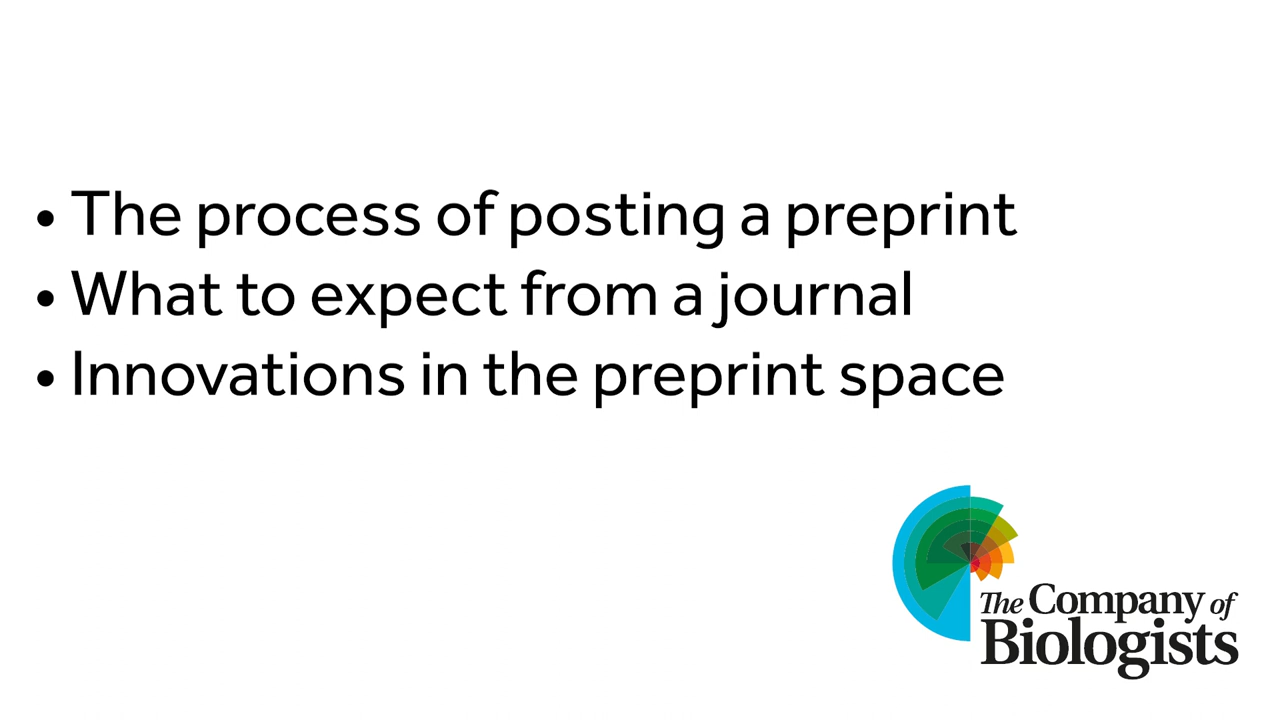 • The process of posting a preprint
• What to expect from a journal
• Innovations in the preprint space
The Company of
Biologists